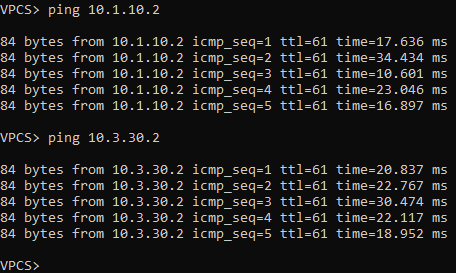 VPCS> ping 10.1.10.2
84 bytes from 10.1.10.2 icmp_seq=1 ttl=61 time=17.636 ms
84 bytes from 10.1.10.2 icmp_seq=2 ttl=61 time=34.434 ms
84 bytes from 10.1.10.2 icmp_seq=3 ttl=61 time=10.601 ms
84 bytes from 10.1.10.2 icmp_seq=4 ttl=61 time=23.046 ms
84 bytes from 10.1.10.2 icmp_seq=5 ttl=61 time=16.897 ms
VPCS> ping 10.3.30.2
84 bytes from 10.3.30.2 icmp_seq=1 ttl=61 time=20.837 ms
84 bytes from 10.3.30.2 icmp_seq=2 ttl=61 time=22.767 ms
84 bytes from 10.3.30.2 icmp_seq=3 ttl=61 time=30.474 ms
84 bytes from 10.3.30.2 icmp_seq=4 ttl=61 time=22.117 ms
84 bytes from 10.3.30.2 icmp_seq=5 ttl=61 time=18.952 ms
VPCS>